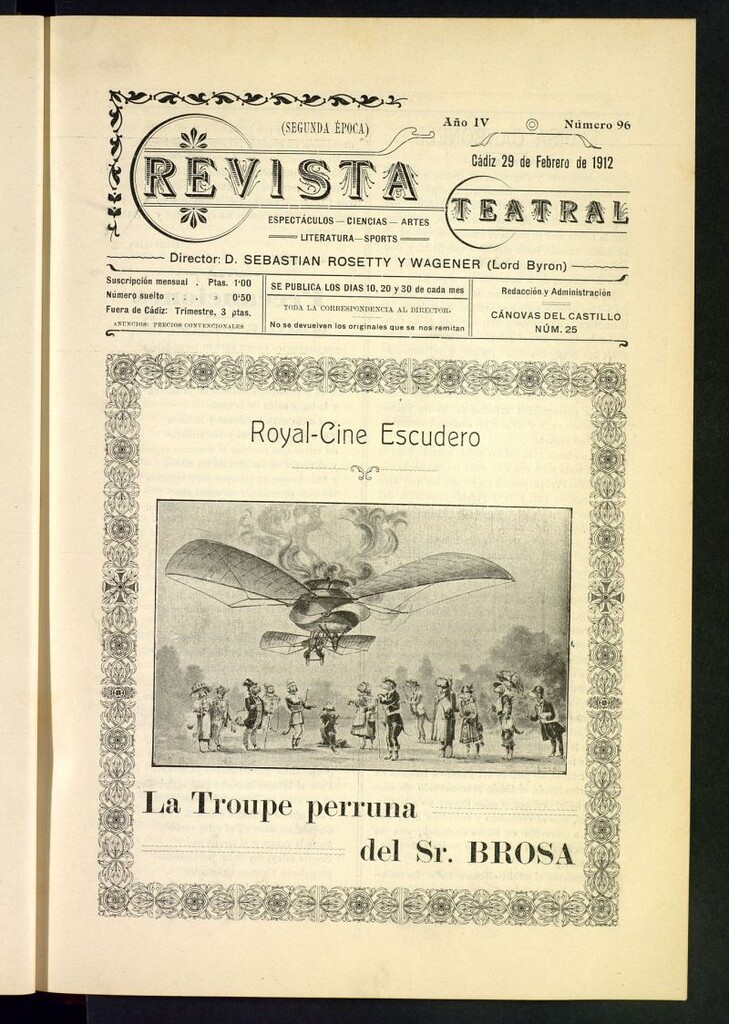 (SEGUNDA ÉPOCA)
Año IV
Número 96
REVISTA
Cádiz 29 de Febrero de 1912
TEATRAL
ESPECTÁCULOS — CIENCIAS — ARTES
LITERATURA — SPORTS
Director: D. SEBASTIAN ROSETTY Y WAGENER (Lord Byron)
Suscripción mensual . Ptas. 1'00
Número suelto . . . » 0'50
Fuera de Cádiz: Trimestre, 3 ptas.
ANUNCIOS: PRECIOS CONVENCIONALES
SE PUBLICA LOS DIAS 10, 20 y 30 de cada mes
TODA LA CORRESPONDENCIA AL DIRECTOR.
No se devuelven los originales que se nos remitan
Redacción y Administración
CÁNOVAS DEL CASTILLO
NÚM. 25
Royal-Cine Escudero
La Troupe perruna
del Sr. BROSA